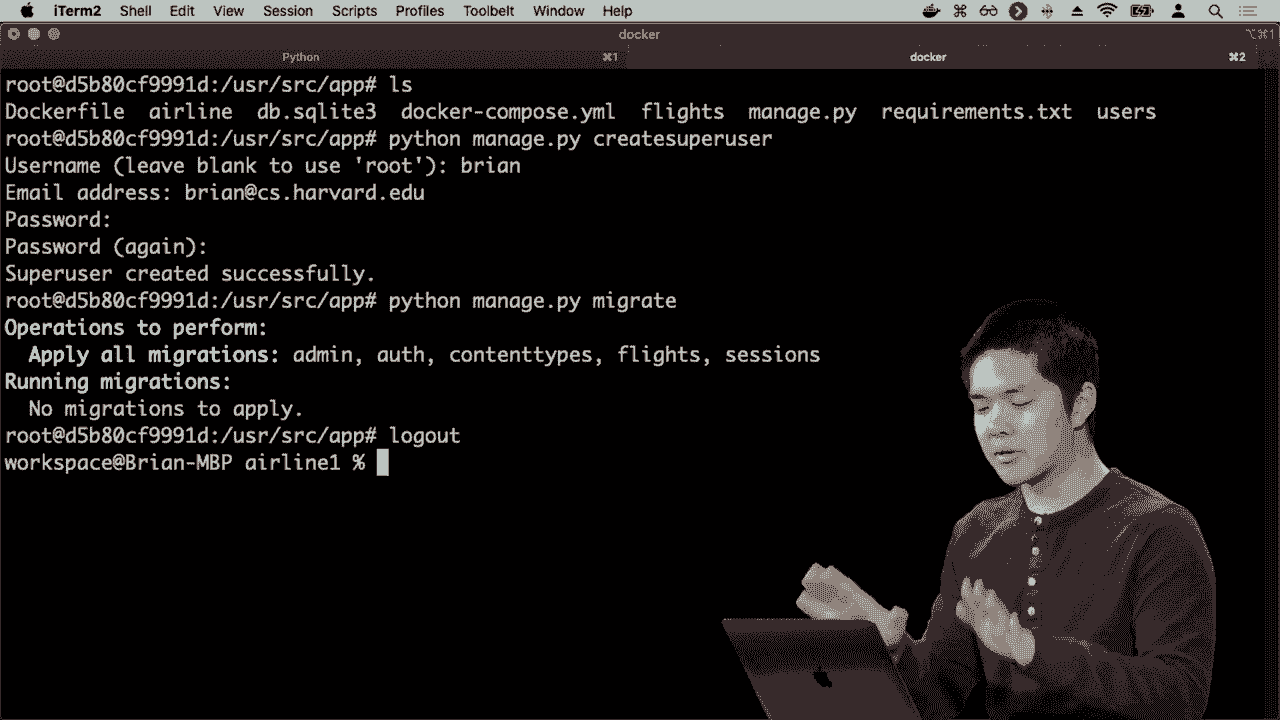 iTerm2 Shell Edit View Session Scripts Profiles Toolbelt Window Help
docker
⌥⌘1
Python ⌘1 docker ⌘2
root@d5b80cf9991d:/usr/src/app# ls
Dockerfile airline db.sqlite3 docker-compose.yml flights manage.py requirements.txt users
root@d5b80cf9991d:/usr/src/app# python manage.py createsuperuser
Username (leave blank to use 'root'): brian
Email address: brian@cs.harvard.edu
Password:
Password (again):
Superuser created successfully.
root@d5b80cf9991d:/usr/src/app# python manage.py migrate
Operations to perform:
Apply all migrations: admin, auth, contenttypes, flights, sessions
Running migrations:
No migrations to apply.
root@d5b80cf9991d:/usr/src/app# logout
workspace@Brian-MBP airline1 %